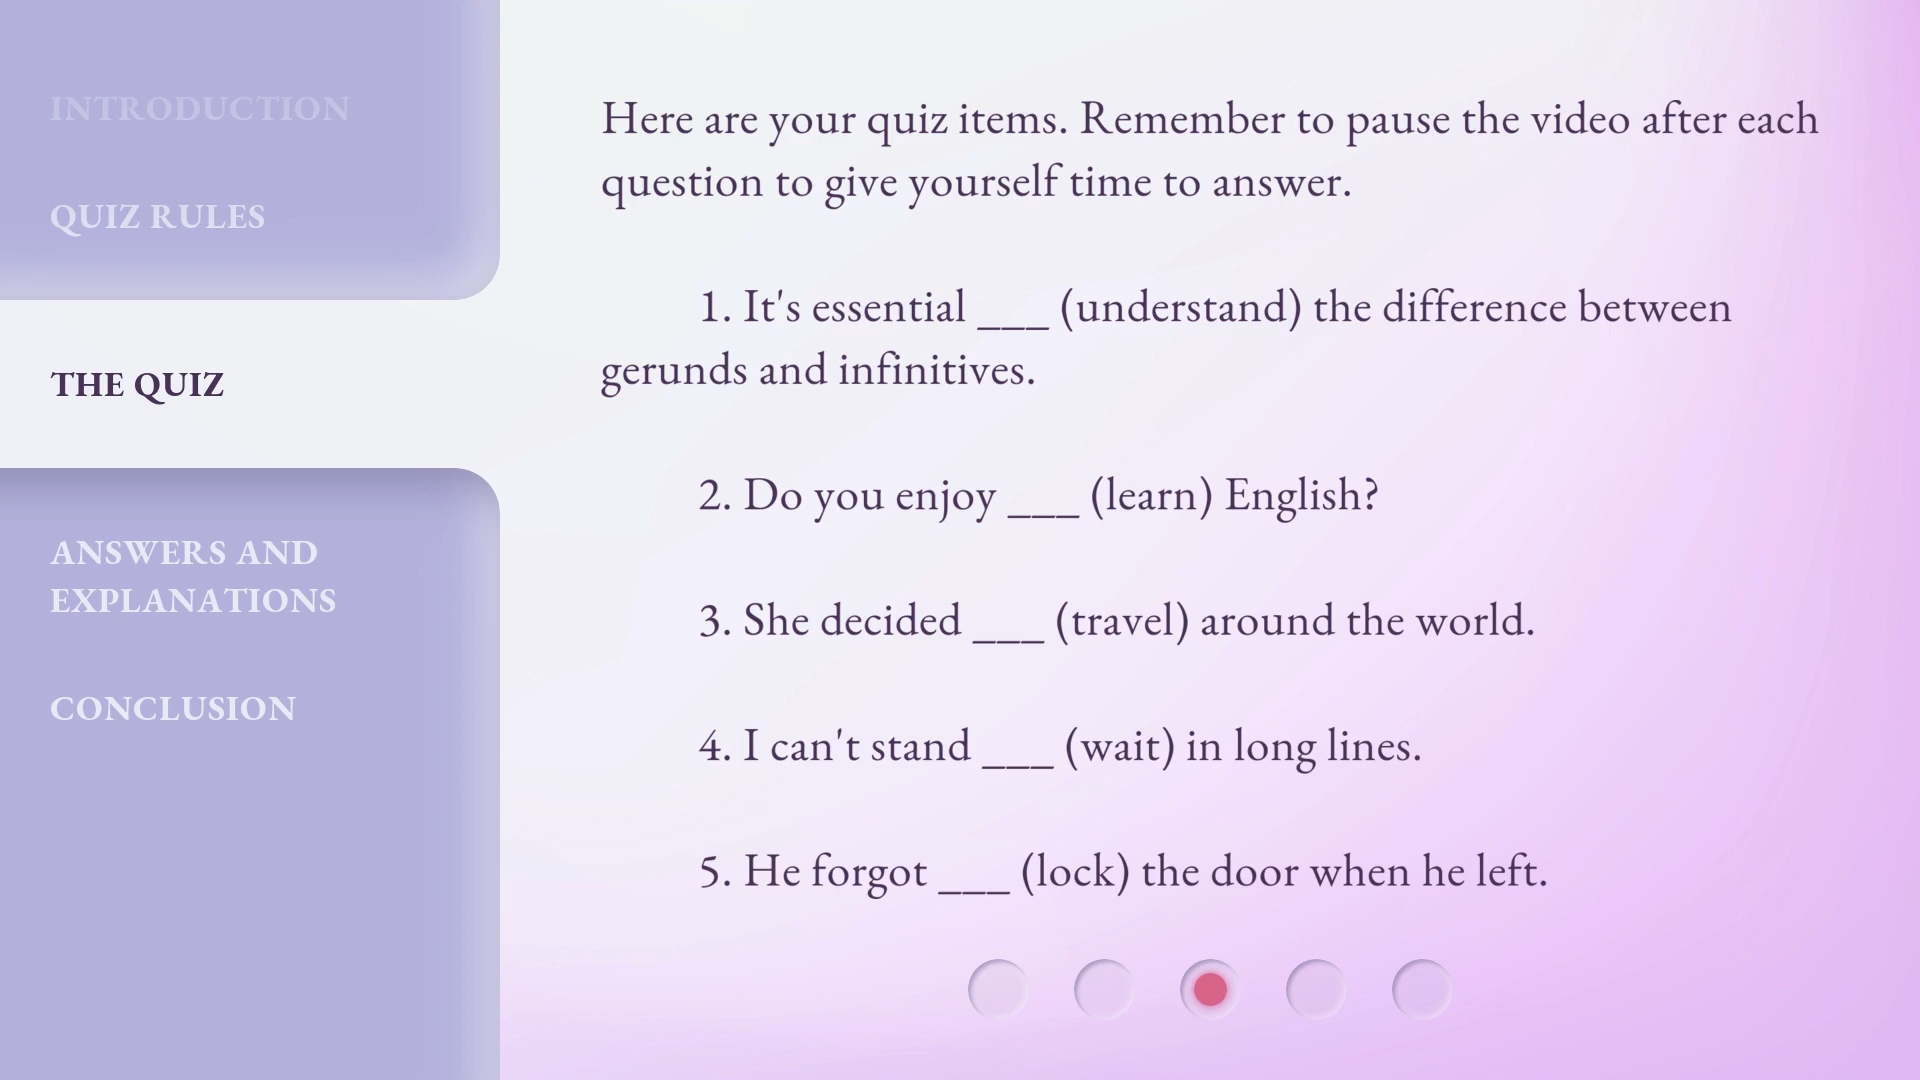 INTRODUCTION
QUIZ RULES
THE QUIZ
ANSWERS AND
EXPLANATIONS
CONCLUSION
Here are your quiz items. Remember to pause the video after each
question to give yourself time to answer.
1. It's essential ___ (understand) the difference between
gerunds and infinitives.
2. Do you enjoy ___ (learn) English?
3. She decided ___ (travel) around the world.
4. I can't stand ___ (wait) in long lines.
5. He forgot ___ (lock) the door when he left.